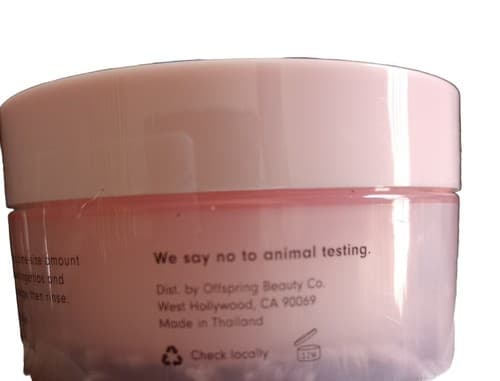 amount
and
then rinse.
We say no to animal testing.
Dist. by Offspring Beauty Co.
West Hollywood, CA 90069
Made in Thailand
Check locally
12M